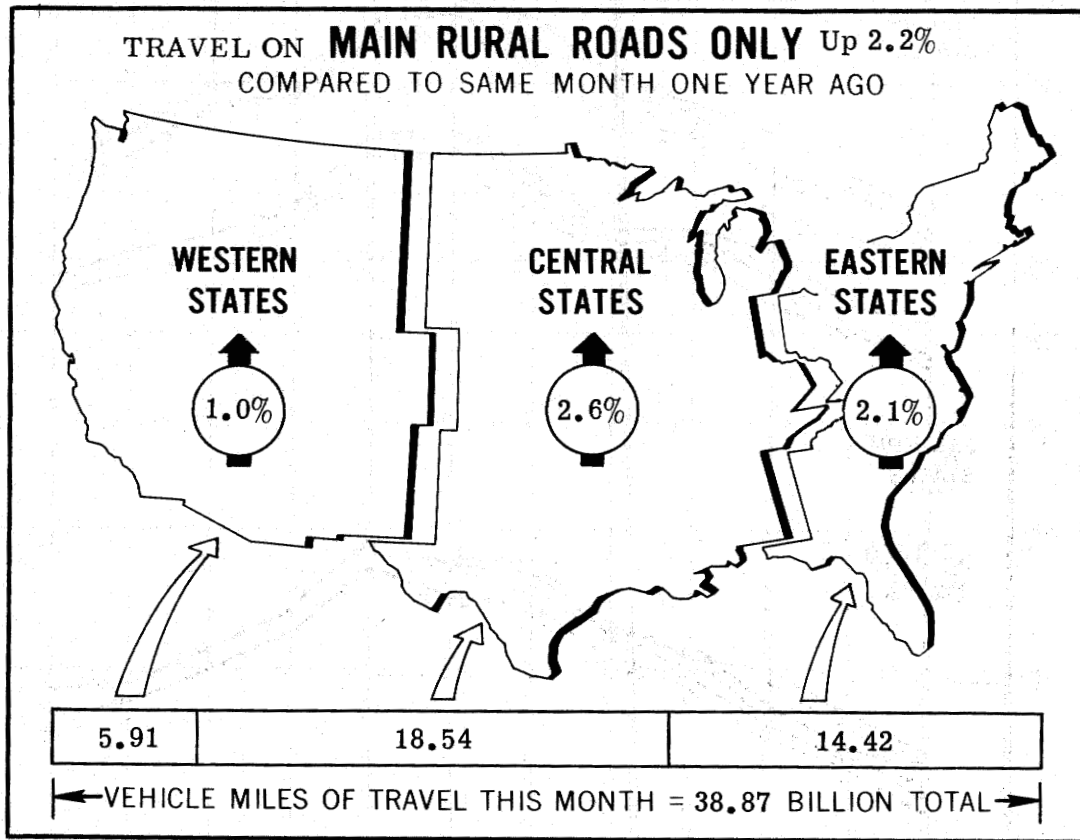 TRAVEL ON MAIN RURAL ROADS ONLY Up 2.2%
COMPARED TO SAME MONTH ONE YEAR AGO
WESTERN
STATES
1.0%
CENTRAL
STATES
2.6%
EASTERN
STATES
2.1%
5.91 18.54 14.42
VEHICLE MILES OF TRAVEL THIS MONTH = 38.87 BILLION TOTAL